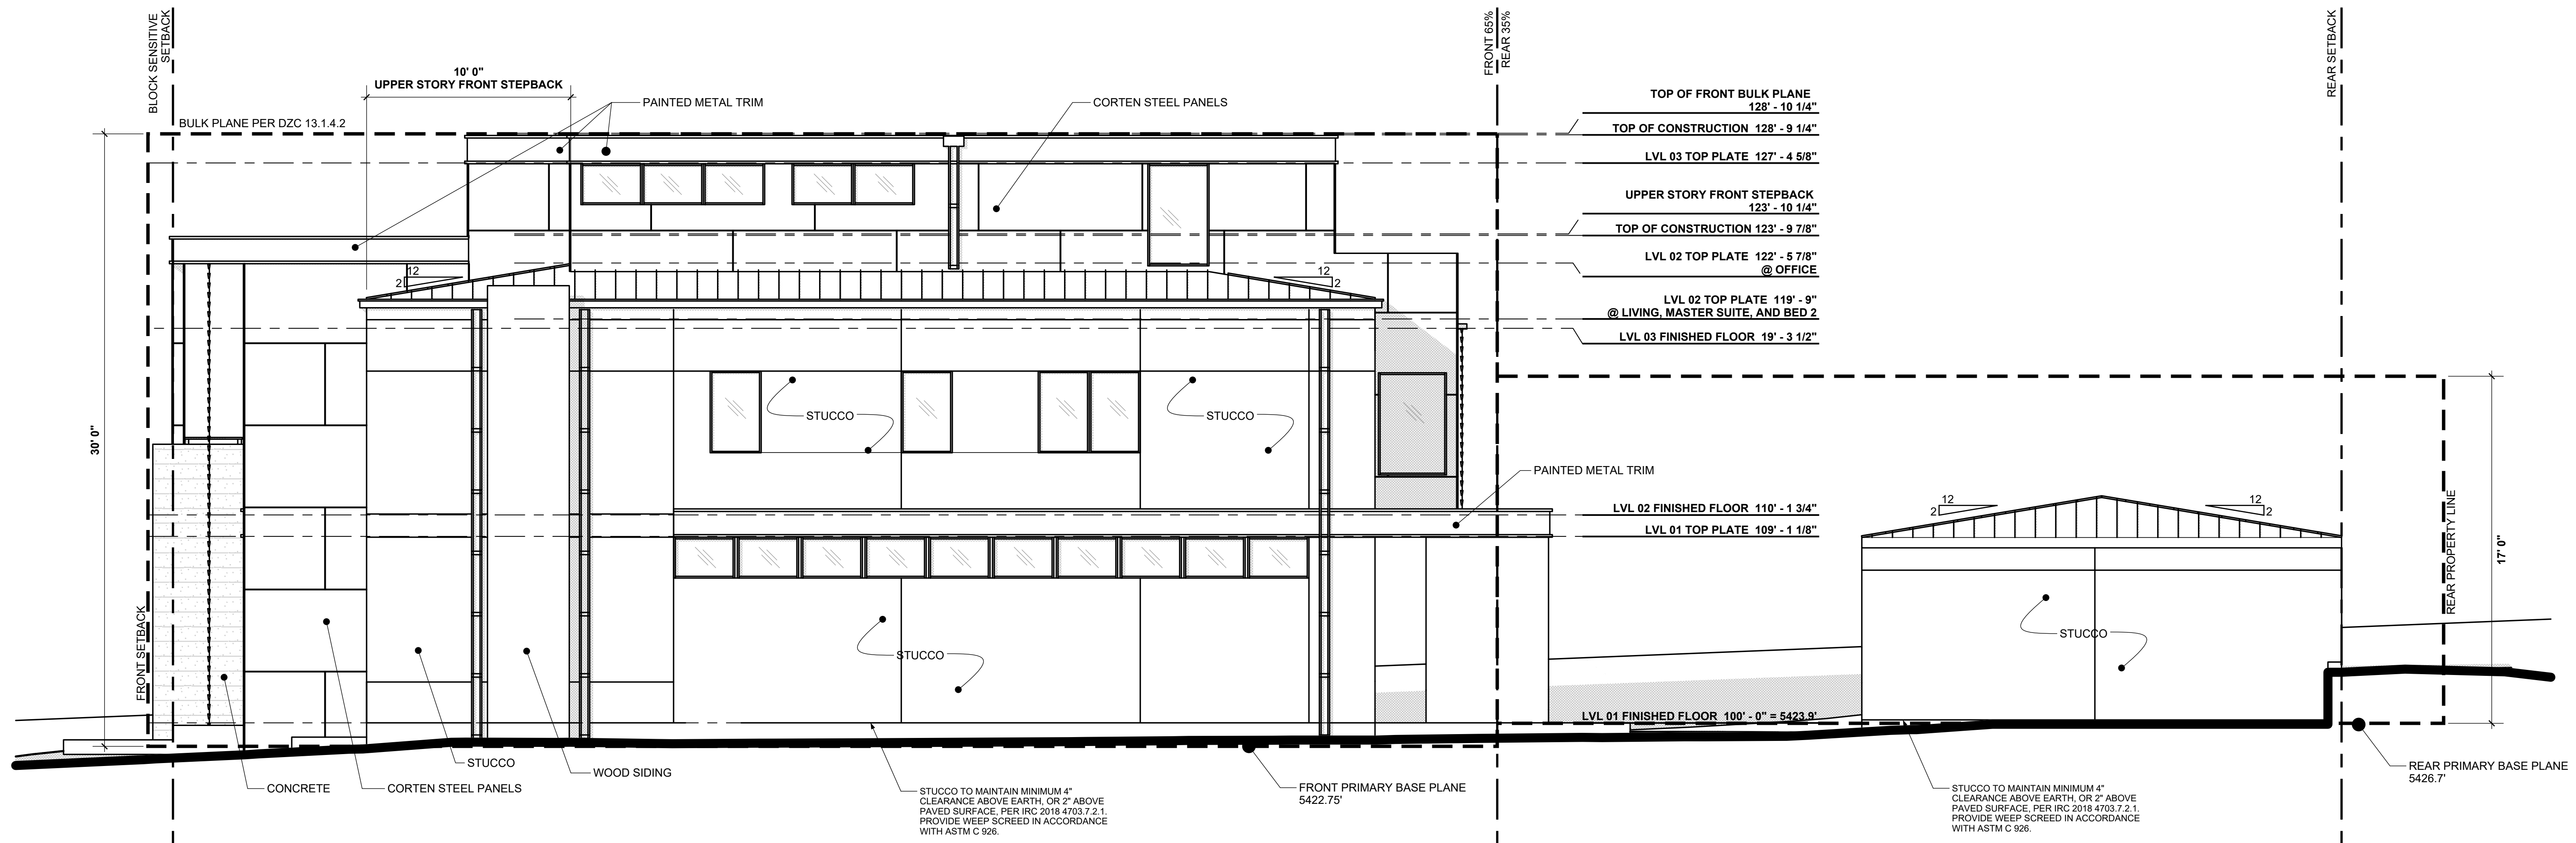 BLOCK SENSITIVE
SETBACK
FRONT 65%
REAR 35%
REAR SETBACK
10' 0"
UPPER STORY FRONT STEPBACK
PAINTED METAL TRIM
CORTEN STEEL PANELS
BULK PLANE PER DZC 13.1.4.2
TOP OF FRONT BULK PLANE
128' - 10 1/4"
TOP OF CONSTRUCTION 128' - 9 1/4"
LVL 03 TOP PLATE 127' - 4 5/8"
UPPER STORY FRONT STEPBACK
123' - 10 1/4"
TOP OF CONSTRUCTION 123' - 9 7/8"
LVL 02 TOP PLATE 122' - 5 7/8"
@ OFFICE
LVL 02 TOP PLATE 119' - 9"
@ LIVING, MASTER SUITE, AND BED 2
LVL 03 FINISHED FLOOR 19' - 3 1/2"
12
2
12
2
30' 0"
STUCCO
STUCCO
PAINTED METAL TRIM
LVL 02 FINISHED FLOOR 110' - 1 3/4"
LVL 01 TOP PLATE 109' - 1 1/8"
12
2
12
2
17' 0"
REAR PROPERTY LINE
FRONT SETBACK
STUCCO
STUCCO
LVL 01 FINISHED FLOOR 100' - 0" = 5423.9'
CONCRETE
CORTEN STEEL PANELS
STUCCO
WOOD SIDING
STUCCO TO MAINTAIN MINIMUM 4"
CLEARANCE ABOVE EARTH, OR 2" ABOVE
PAVED SURFACE, PER IRC 2018 4703.7.2.1.
PROVIDE WEEP SCREED IN ACCORDANCE
WITH ASTM C 926.
FRONT PRIMARY BASE PLANE
5422.75'
STUCCO TO MAINTAIN MINIMUM 4"
CLEARANCE ABOVE EARTH, OR 2" ABOVE
PAVED SURFACE, PER IRC 2018 4703.7.2.1.
PROVIDE WEEP SCREED IN ACCORDANCE
WITH ASTM C 926.
REAR PRIMARY BASE PLANE
5426.7'